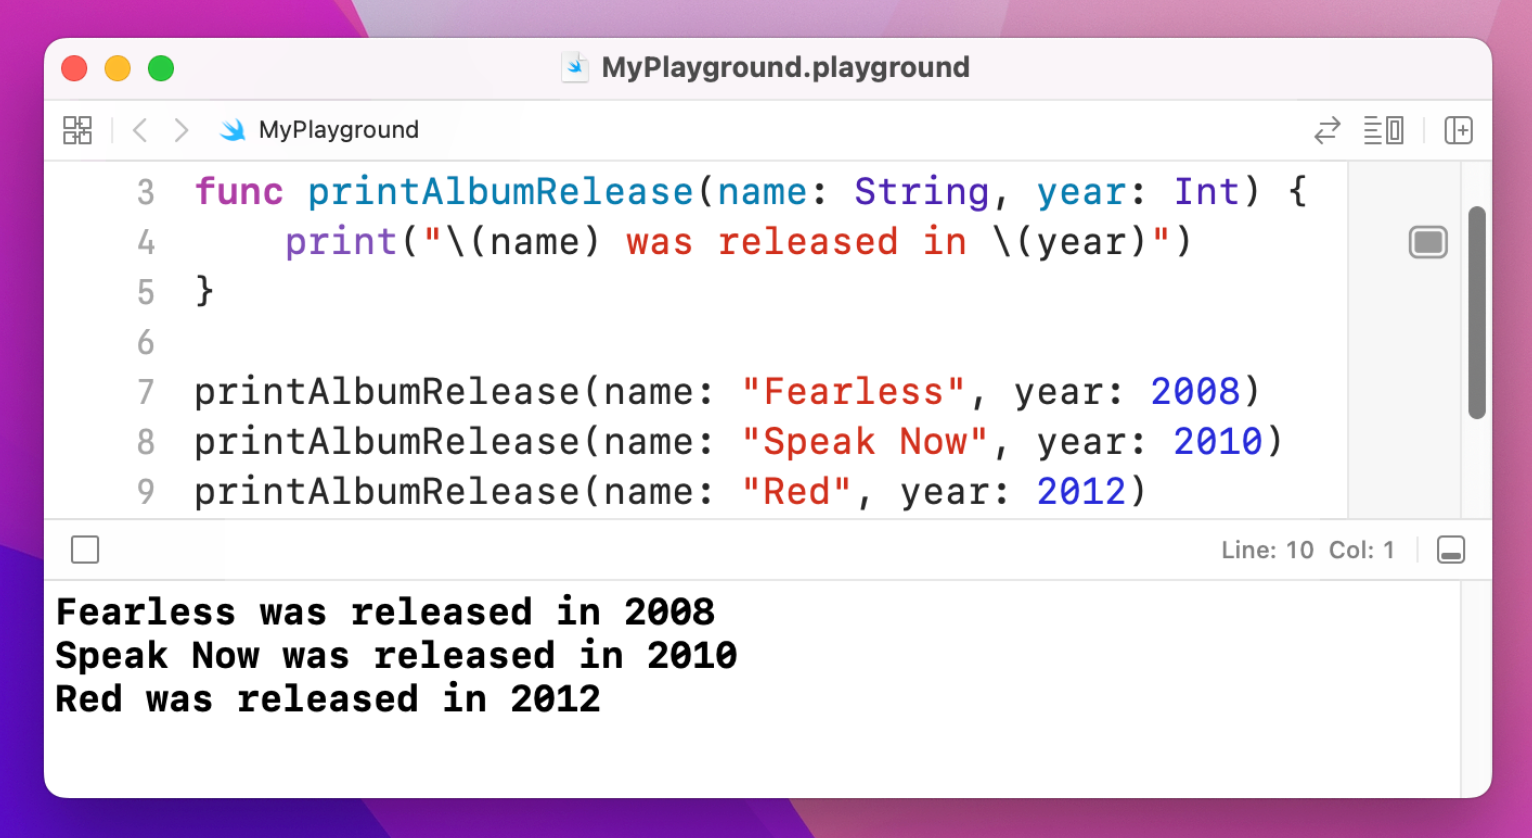 MyPlayground.playground
MyPlayground
3 func printAlbumRelease(name: String, year: Int) {
4     print("\(name) was released in \(year)")
5 }
6
7 printAlbumRelease(name: "Fearless", year: 2008)
8 printAlbumRelease(name: "Speak Now", year: 2010)
9 printAlbumRelease(name: "Red", year: 2012)
Line: 10 Col: 1
Fearless was released in 2008
Speak Now was released in 2010
Red was released in 2012